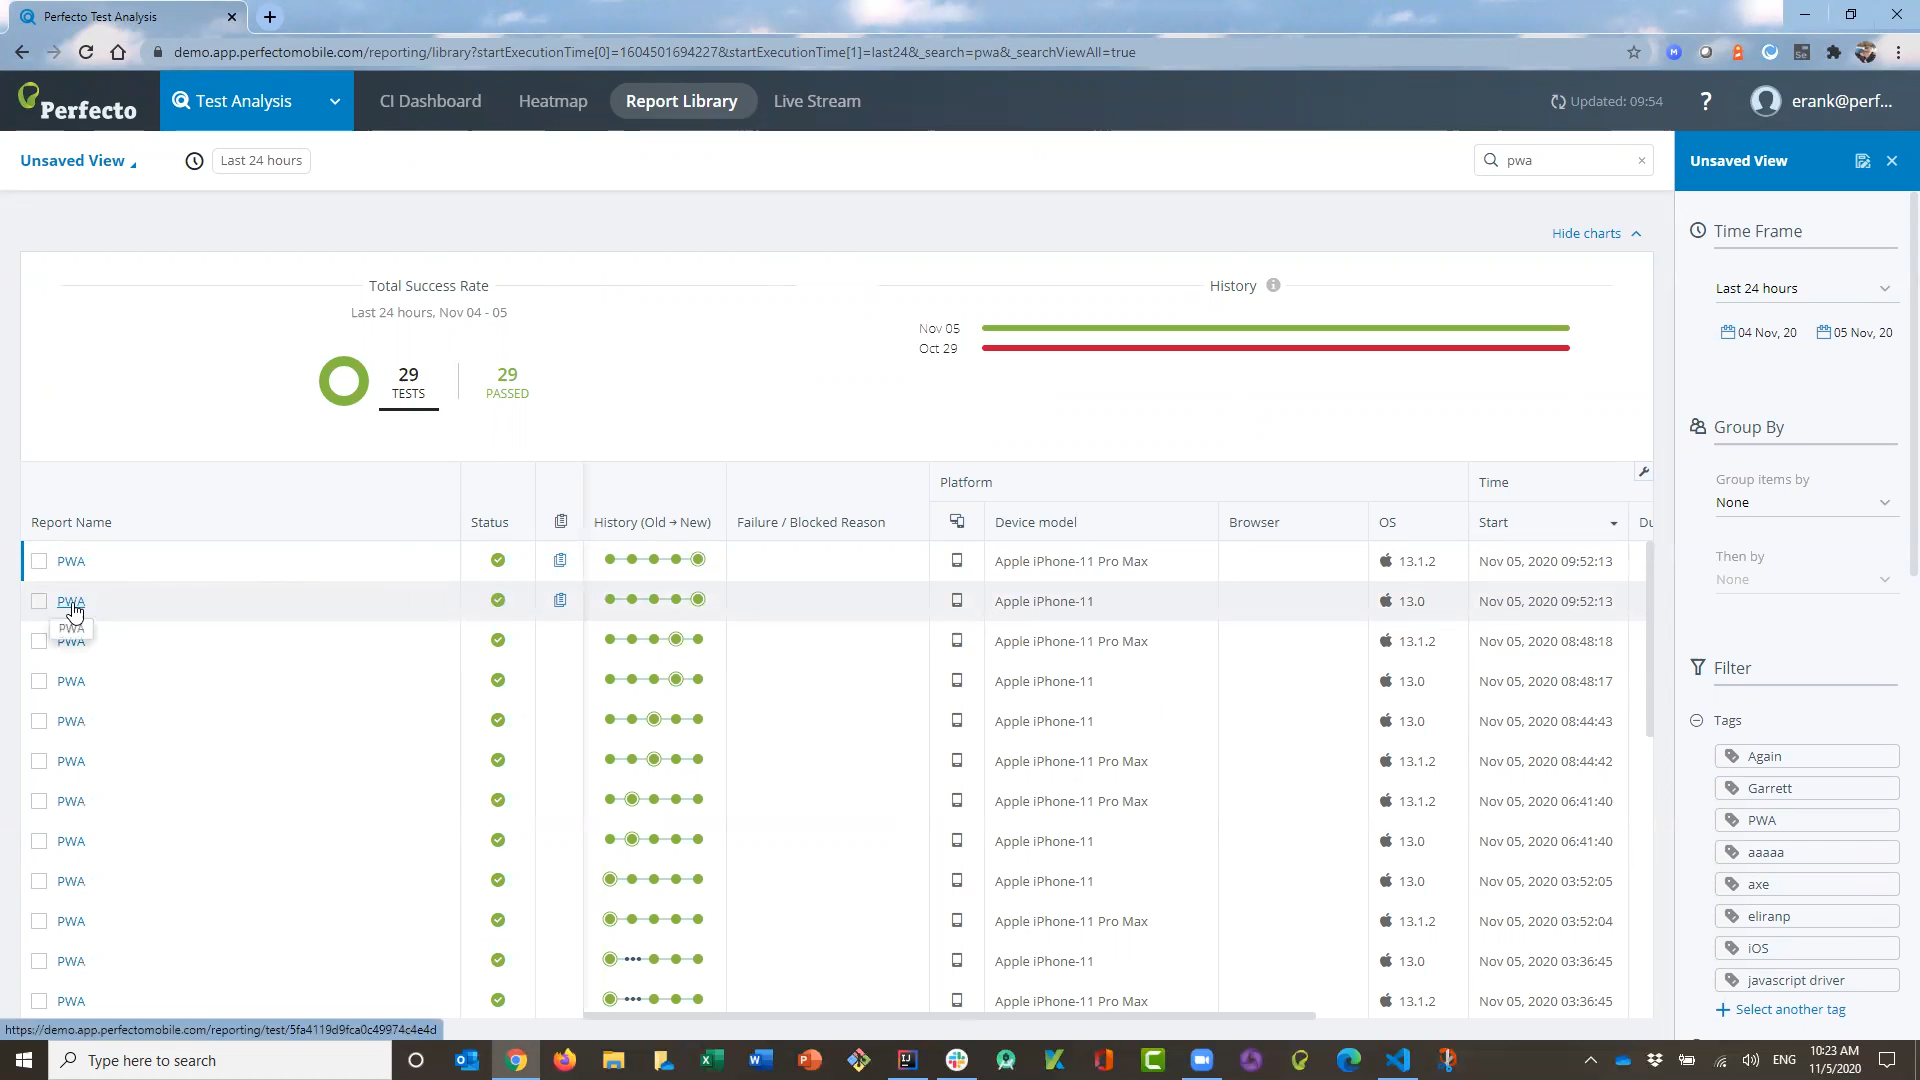 Perfecto Test Analysis
demo.app.perfectomobile.com/reporting/library?startExecutionTime[0]=1604501694227&startExecutionTime[1]=last24&_search=pwa&_searchViewAll=true
Perfecto
Test Analysis
CI Dashboard
Heatmap
Report Library
Live Stream
Updated: 09:54
?
erank@perf...
Unsaved View
Last 24 hours
pwa
Unsaved View
Hide charts
Total Success Rate
Last 24 hours, Nov 04 - 05
29
TESTS
29
PASSED
History
Nov 05
Oct 29
Time Frame
Last 24 hours
04 Nov, 20
05 Nov, 20
Group By
Group items by
None
Then by
None
Filter
Tags
Again
Garrett
PWA
aaaaa
axe
eliranp
iOS
javascript driver
+ Select another tag
Platform
Time
Report Name
Status
History (Old → New)
Failure / Blocked Reason
Device model
Browser
OS
Start
Du
PWA Apple iPhone-11 Pro Max 13.1.2 Nov 05, 2020 09:52:13
PWA Apple iPhone-11 13.0 Nov 05, 2020 09:52:13
PWA
PWA Apple iPhone-11 Pro Max 13.1.2 Nov 05, 2020 08:48:18
PWA Apple iPhone-11 13.0 Nov 05, 2020 08:48:17
PWA Apple iPhone-11 13.0 Nov 05, 2020 08:44:43
PWA Apple iPhone-11 Pro Max 13.1.2 Nov 05, 2020 08:44:42
PWA Apple iPhone-11 Pro Max 13.1.2 Nov 05, 2020 06:41:40
PWA Apple iPhone-11 13.0 Nov 05, 2020 06:41:40
PWA Apple iPhone-11 13.0 Nov 05, 2020 03:52:05
PWA Apple iPhone-11 Pro Max 13.1.2 Nov 05, 2020 03:52:04
PWA Apple iPhone-11 13.0 Nov 05, 2020 03:36:45
PWA Apple iPhone-11 Pro Max 13.1.2 Nov 05, 2020 03:36:45
https://demo.app.perfectomobile.com/reporting/test/5fa4119d9fca0c49974c4e4d
Type here to search
ENG
10:23 AM
11/5/2020